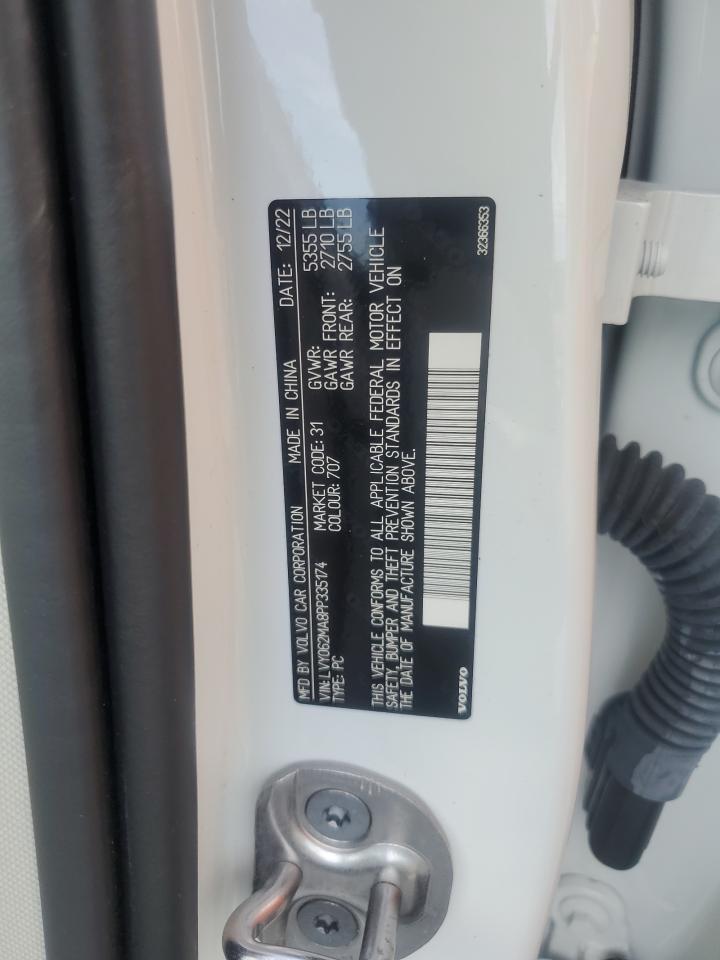 MFD BY VOLVO CAR CORPORATION MADE IN CHINA DATE: 12/22
VIN:LVY062MA8PP335174 MARKET CODE: 31 GVWR: 5355 LB
TYPE: PC COLOUR: 707 GAWR FRONT: 2710 LB
GAWR REAR: 2755 LB
THIS VEHICLE CONFORMS TO ALL APPLICABLE FEDERAL MOTOR VEHICLE
SAFETY, BUMPER AND THEFT PREVENTION STANDARDS IN EFFECT ON
THE DATE OF MANUFACTURE SHOWN ABOVE.
VOLVO 32366353